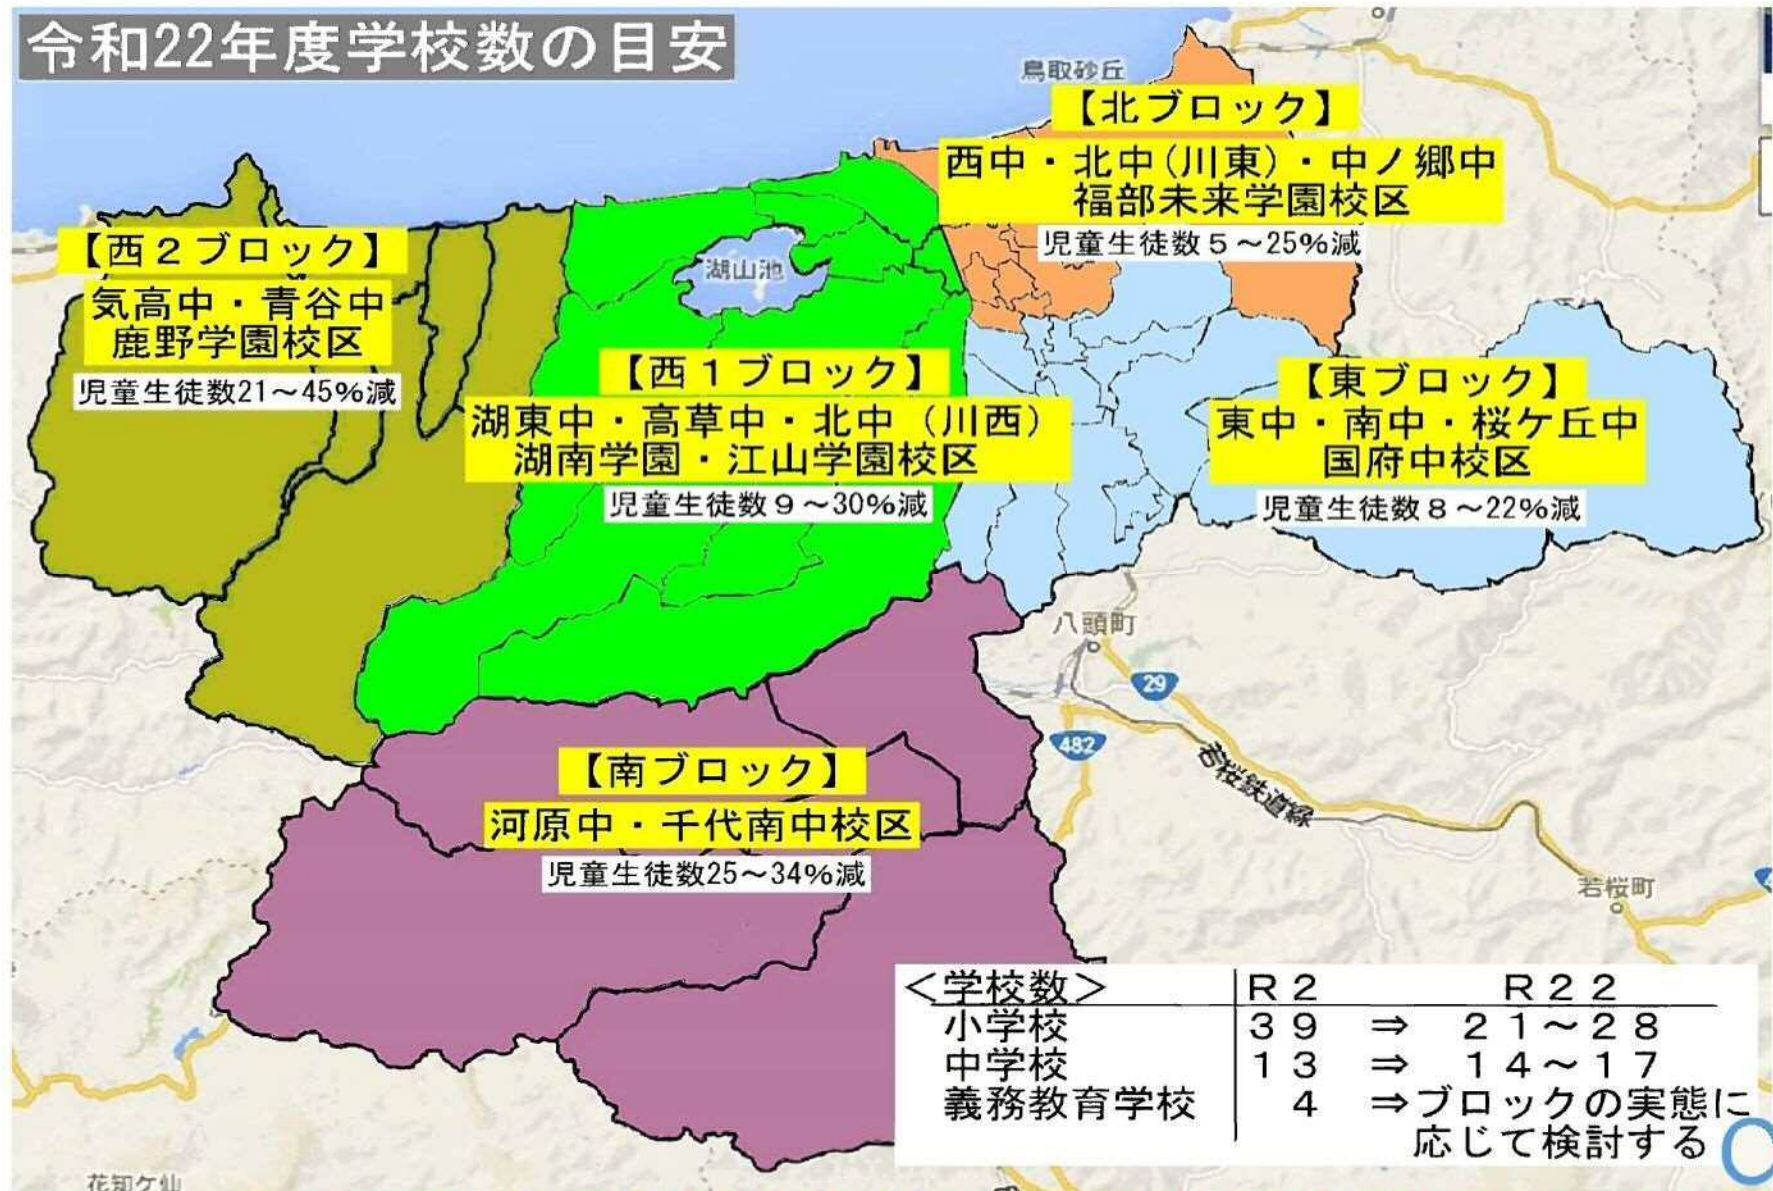 令和22年度学校数の目安
鳥取砂丘
【北ブロック】
西中・北中(川東)・中ノ郷中
福部未来学園校区
児童生徒数５～25%減
【西２ブロック】
気高中・青谷中
鹿野学園校区
児童生徒数21～45%減
湖山池
【西１ブロック】
湖東中・高草中・北中（川西）
湖南学園・江山学園校区
児童生徒数９～30%減
【東ブロック】
東中・南中・桜ケ丘中
国府中校区
児童生徒数８～22%減
八頭町
29
482
若桜鉄道線
【南ブロック】
河原中・千代南中校区
児童生徒数25～34%減
若桜町
＜学校数＞ Ｒ２ Ｒ２２
小学校 ３９ ⇒ ２１～２８
中学校 １３ ⇒ １４～１７
義務教育学校 ４ ⇒ブロックの実態に
応じて検討する
花知ケ仙